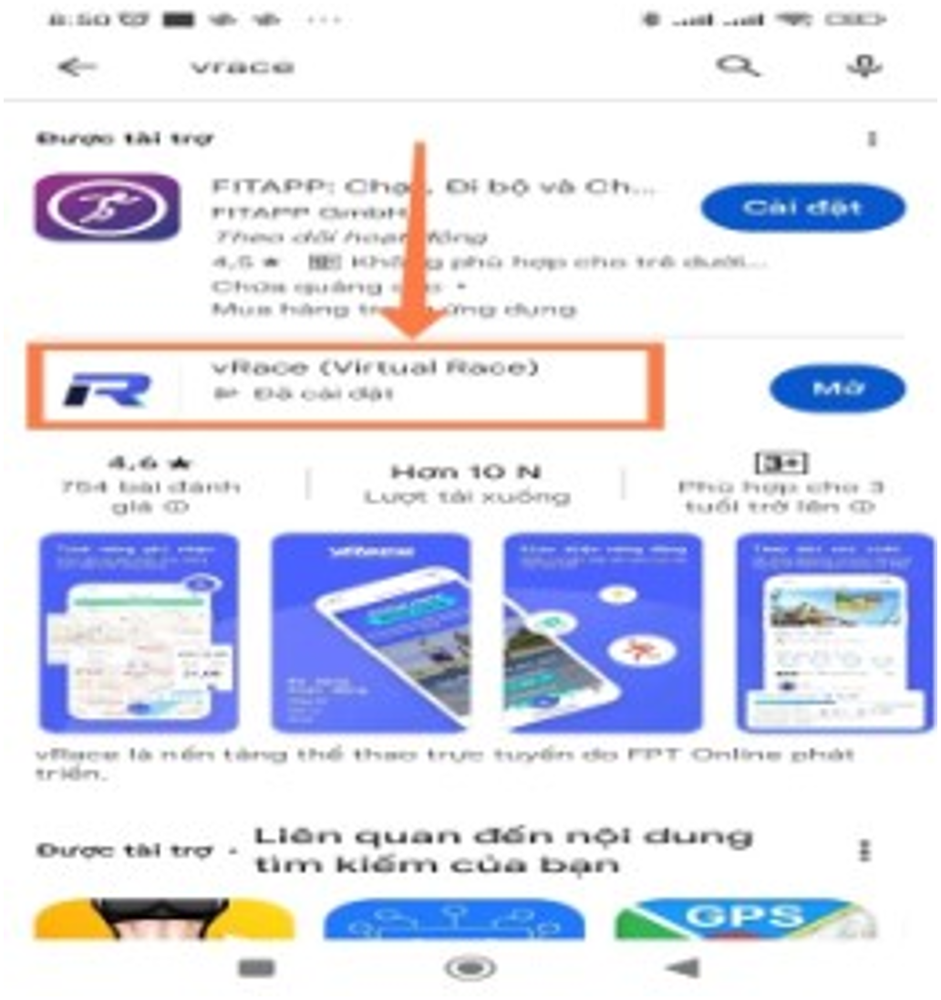 8:50
vrace
Được tài trợ
FITAPP: Chạ, Đi bộ và Ch...
FITAPP GmbH
Cài đặt
Theo dõi hoạt động
4,5 ★ Không phù hợp cho trẻ dưới...
Chứa quảng •
Mua hàng ứng dụng
vRace (Virtual Race)
Đã cài đặt
Mở
4,6 ★
754 bài đánh giá
Hơn 10 N
Lượt tải xuống
3+
Phù hợp cho 3
tuổi trở lên
vRace
vRace là nền tảng thể thao trực tuyến do FPT Online phát
triển.
Được tài trợ •
Liên quan đến nội dung
tìm kiếm của bạn
GPS